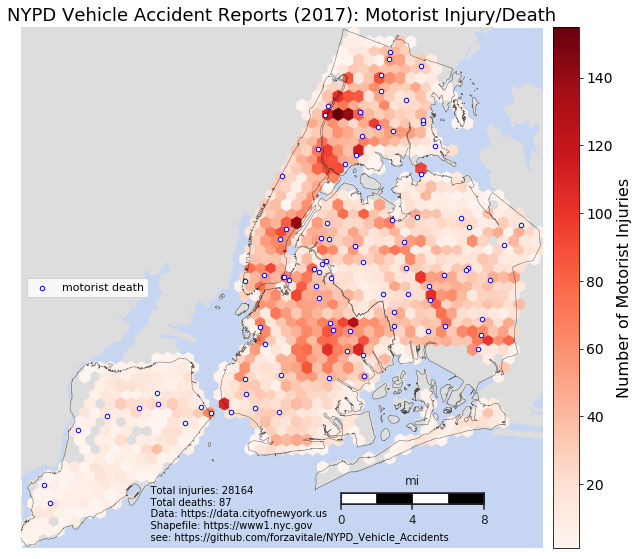 NYPD Vehicle Accident Reports (2017): Motorist Injury/Death
140
120
100
80
60
40
20
Number of Motorist Injuries
motorist death
mi
0 4 8
Total injuries: 28164
Total deaths: 87
Data: https://data.cityofnewyork.us
Shapefile: https://www1.nyc.gov
see: https://github.com/forzavitale/NYPD_Vehicle_Accidents